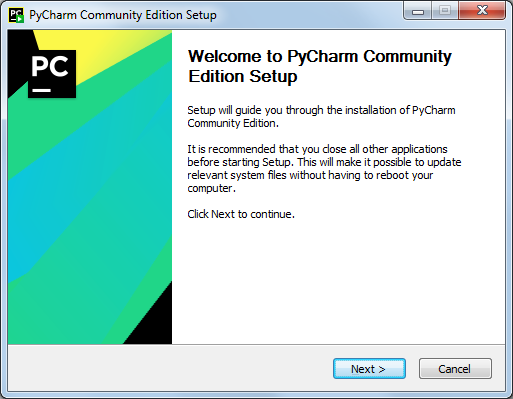 PyCharm Community Edition Setup
PC
Welcome to PyCharm Community
Edition Setup
Setup will guide you through the installation of PyCharm
Community Edition.
It is recommended that you close all other applications
before starting Setup. This will make it possible to update
relevant system files without having to reboot your
computer.
Click Next to continue.
Next >
Cancel